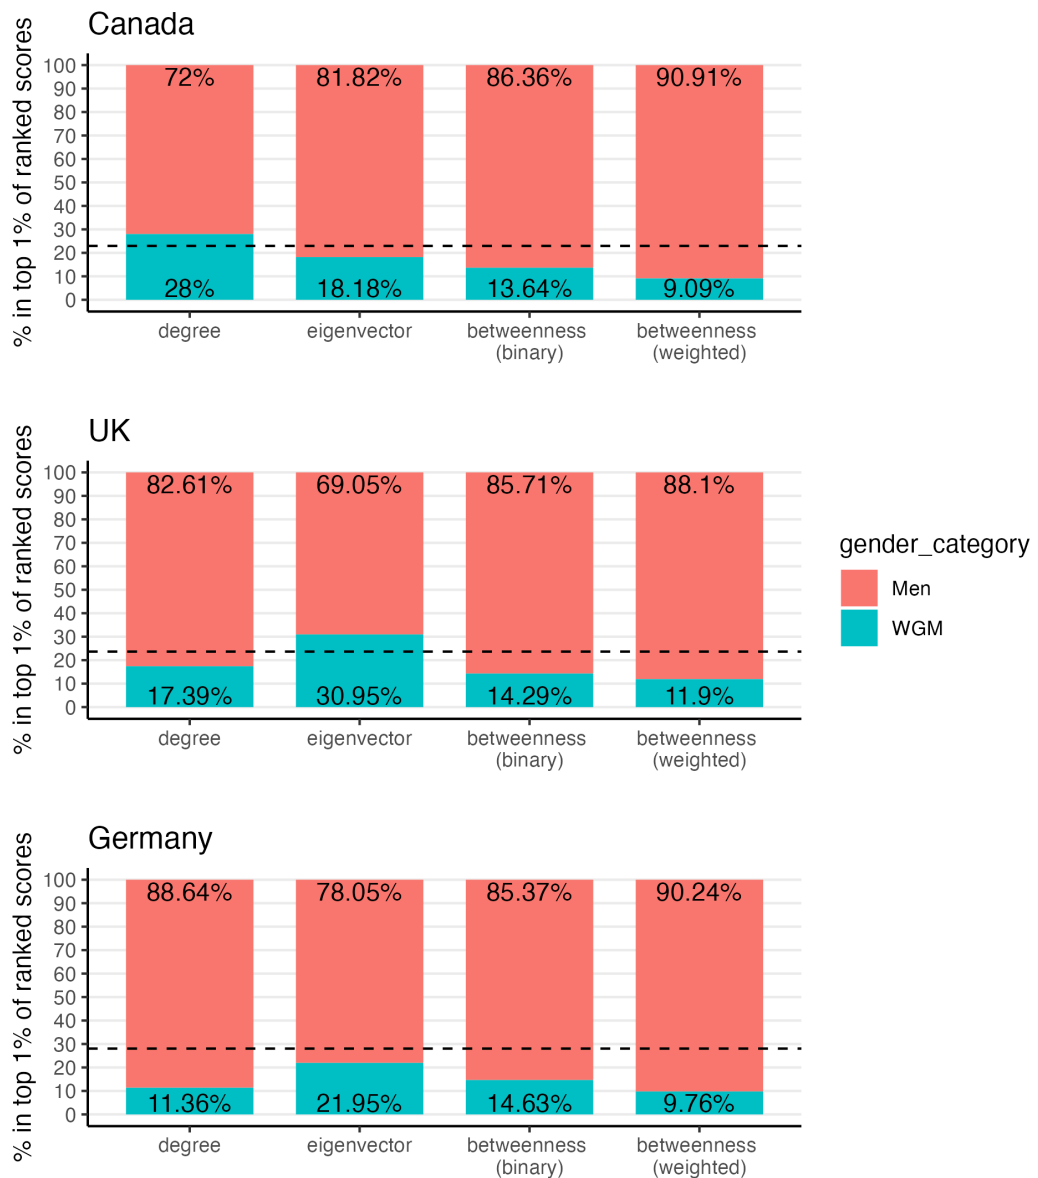 Canada
% in top 1% of ranked scores
100
90
80
70
60
50
40
30
20
10
0
72% 81.82% 86.36% 90.91%
28% 18.18% 13.64% 9.09%
degree eigenvector betweenness (binary) betweenness (weighted)
UK
% in top 1% of ranked scores
100
90
80
70
60
50
40
30
20
10
0
82.61% 69.05% 85.71% 88.1%
17.39% 30.95% 14.29% 11.9%
degree eigenvector betweenness (binary) betweenness (weighted)
gender_category
Men
WGM
Germany
% in top 1% of ranked scores
100
90
80
70
60
50
40
30
20
10
0
88.64% 78.05% 85.37% 90.24%
11.36% 21.95% 14.63% 9.76%
degree eigenvector betweenness (binary) betweenness (weighted)